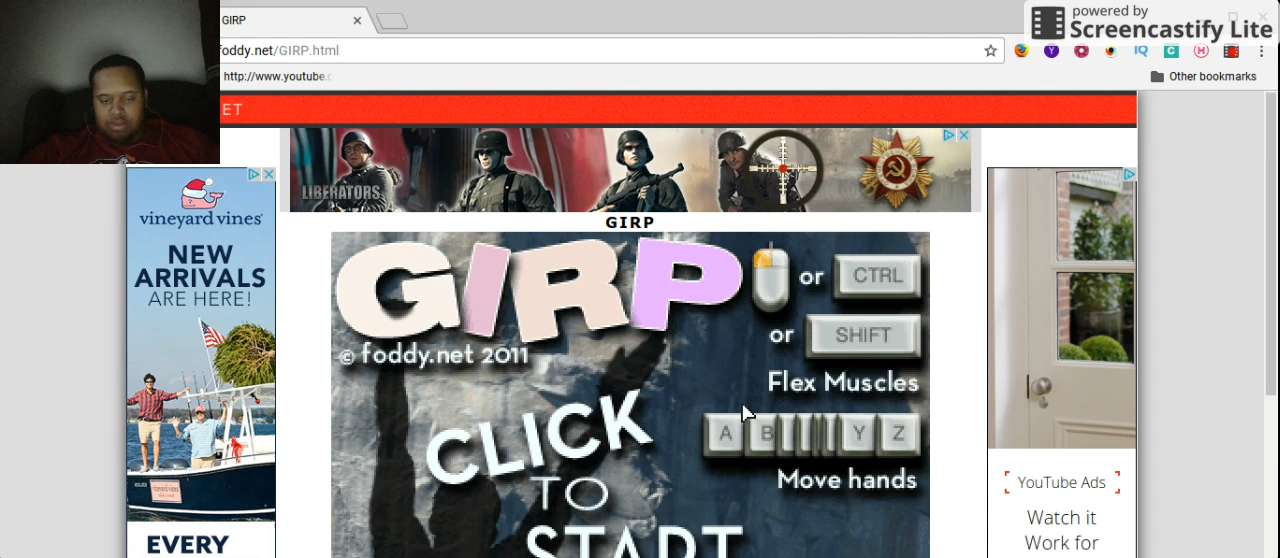 GIRP
powered by
Screencastify Lite
foddy.net/GIRP.html
IQ
C
H
Y
http://www.youtube.c
Other bookmarks
ET
LIBERATORS
vineyard vines
NEW
ARRIVALS
ARE HERE!
EVERY
GIRP
GIRP
or CTRL
or SHIFT
© foddy.net 2011
Flex Muscles
CLICK
TO
START
A B Y Z
Move hands
YouTube Ads
Watch it
Work for